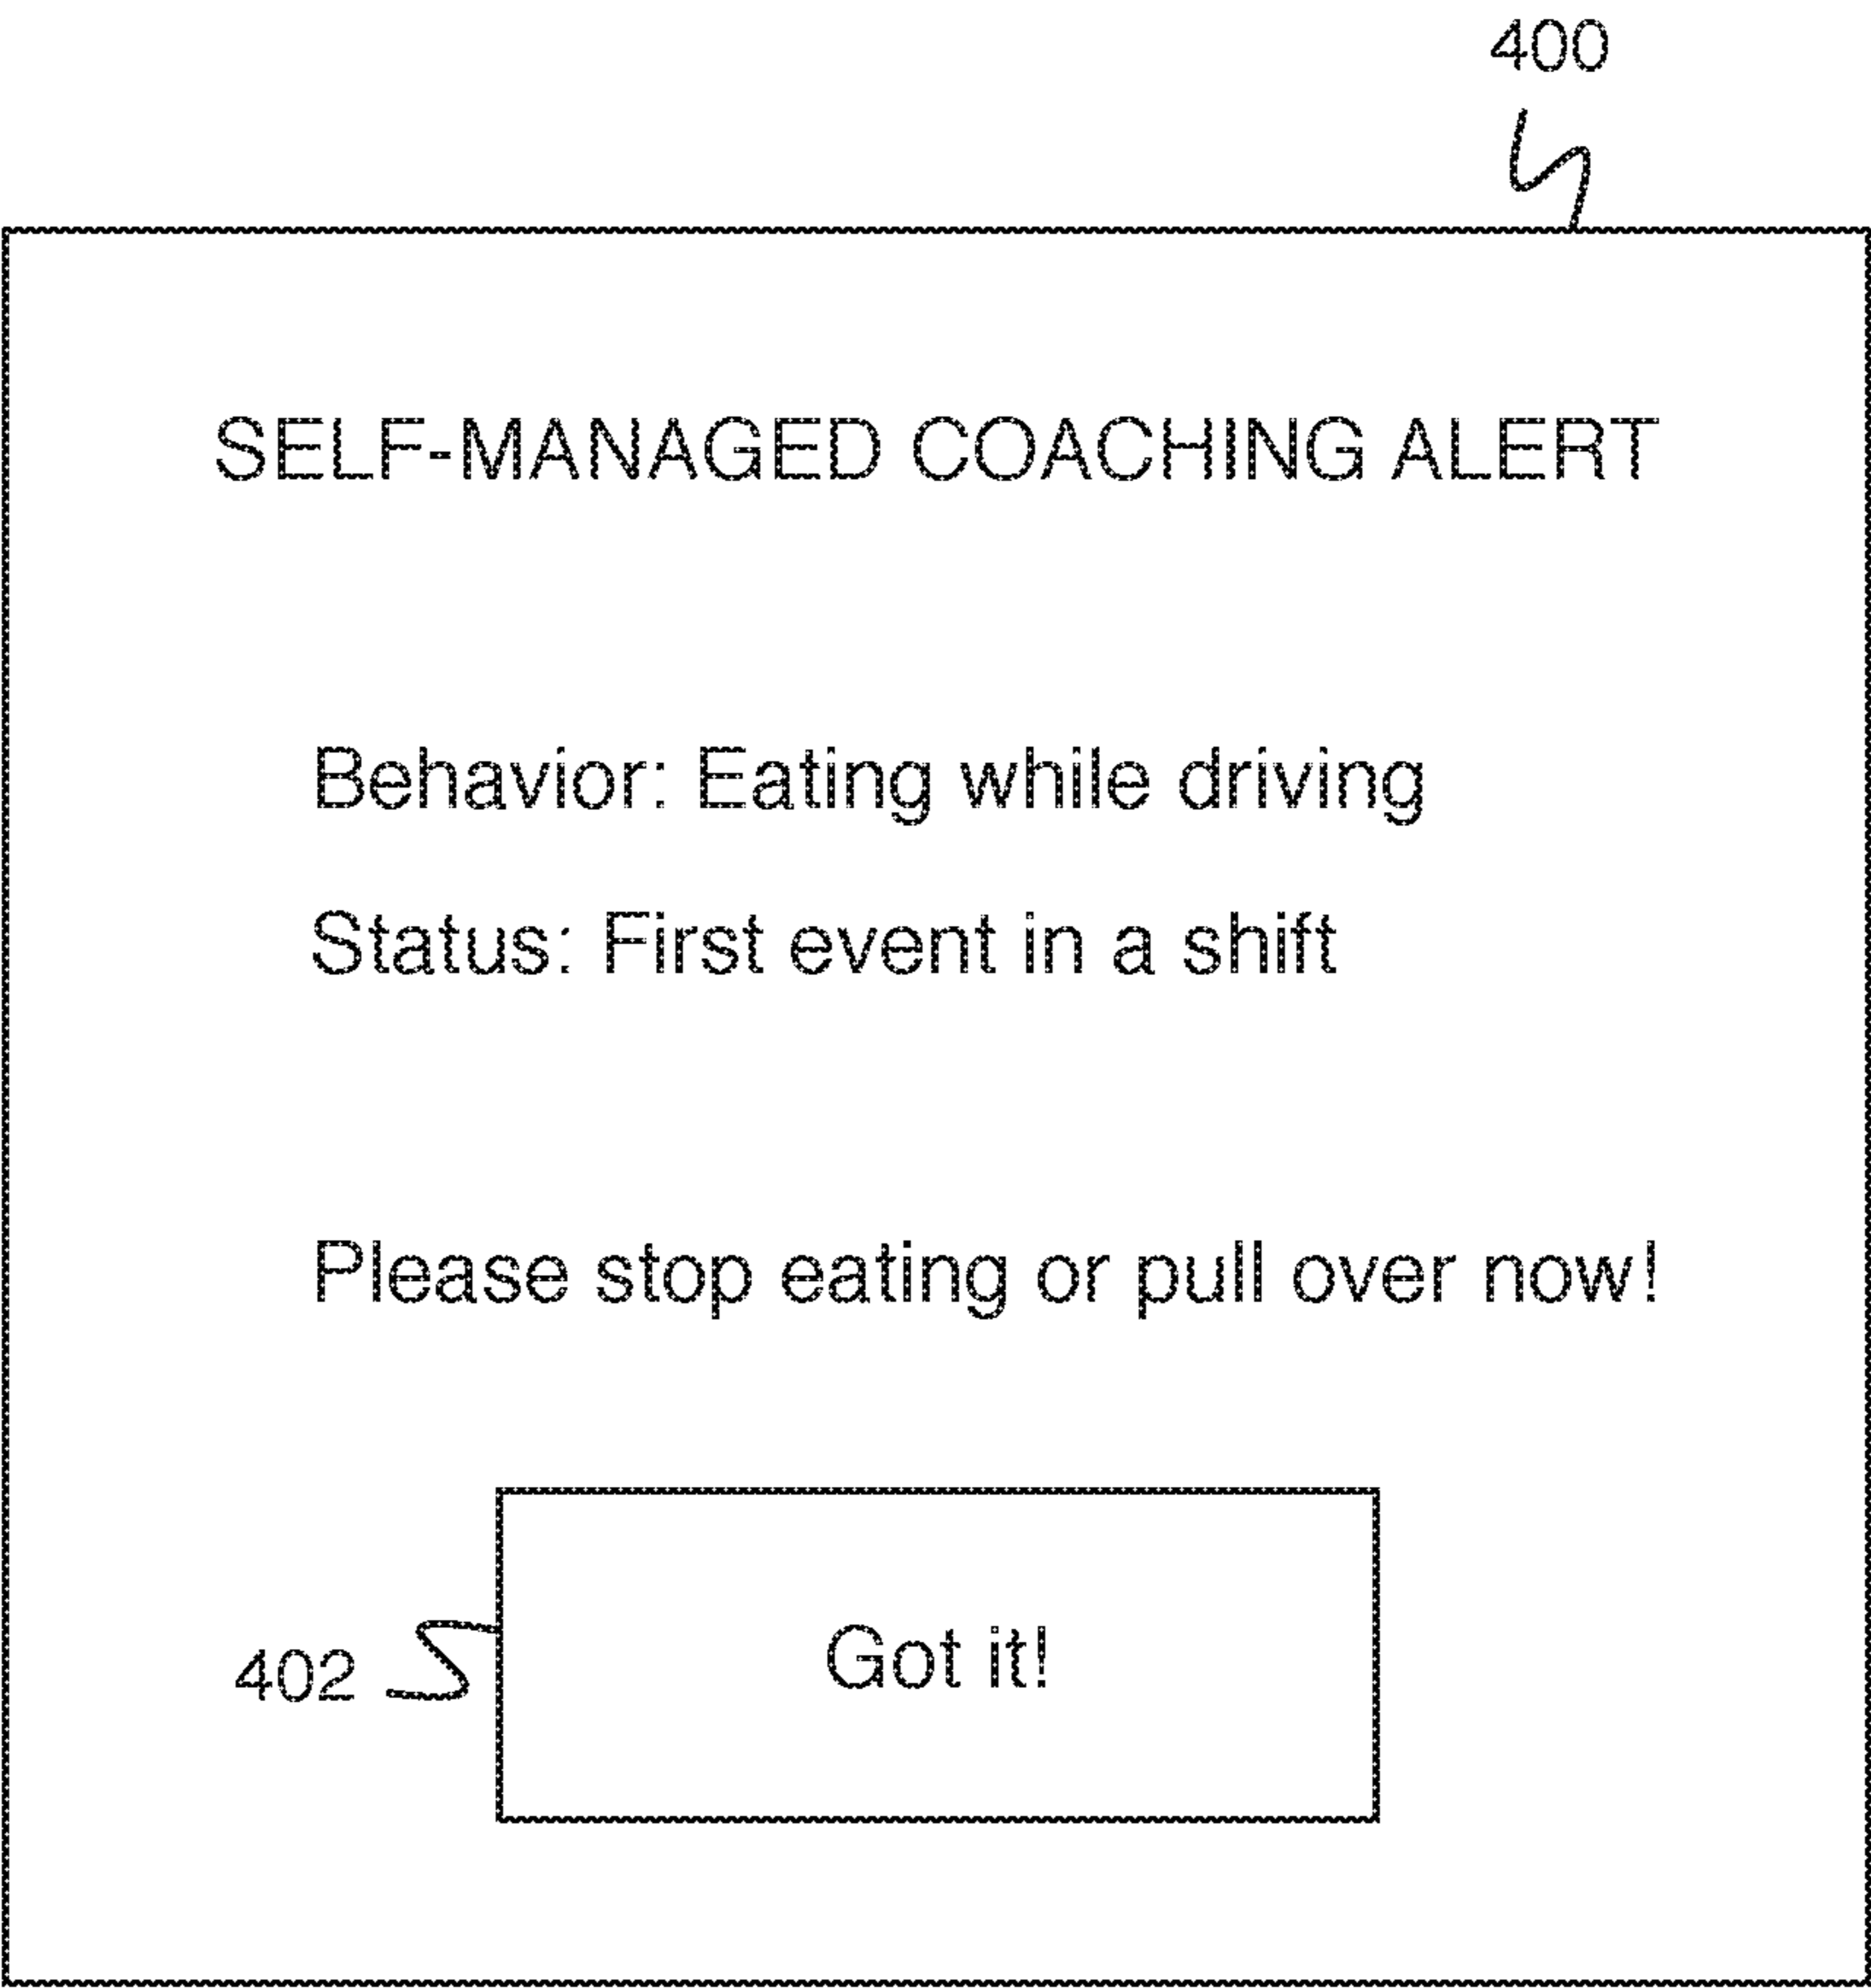 400
SELF-MANAGED COACHING ALERT
Behavior: Eating while driving
Status: First event in a shift
Please stop eating or pull over now!
Got it!
402